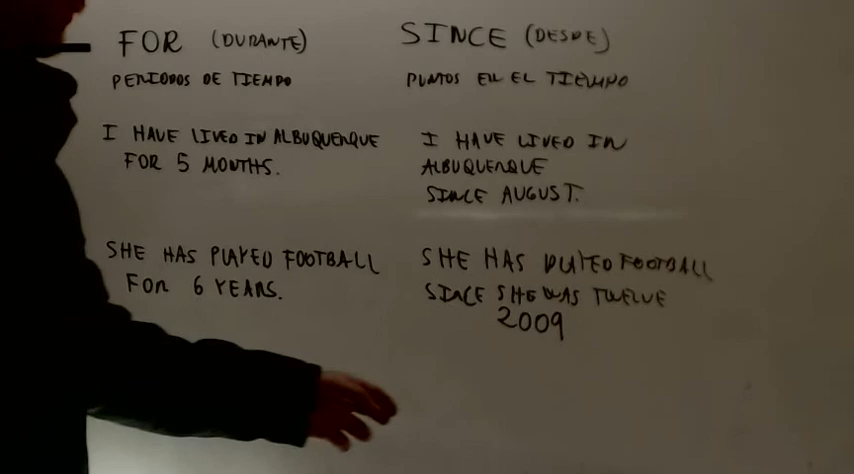 FOR (DURANTE)
PERIODOS DE TIEMPO
I HAVE LIVED IN ALBUQUERQUE
FOR 5 MONTHS.
SHE HAS PLAYED FOOTBALL
FOR 6 YEARS.
SINCE (DESDE)
PUNTOS EN EL TIEMPO
I HAVE LIVED IN
ALBUQUERQUE
SINCE AUGUST.
SHE HAS PLAYED FOOTBALL
SINCE SHE WAS TWELVE
2009